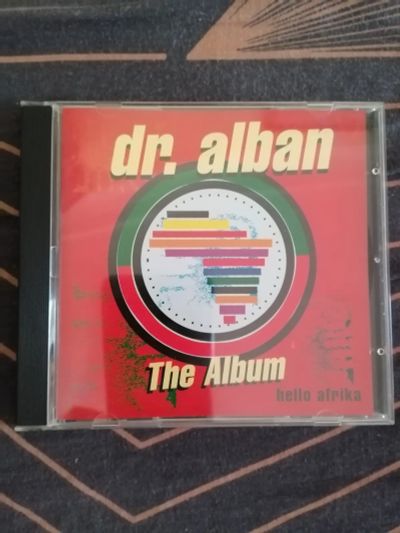 dr. alban
The Album
hello afrika